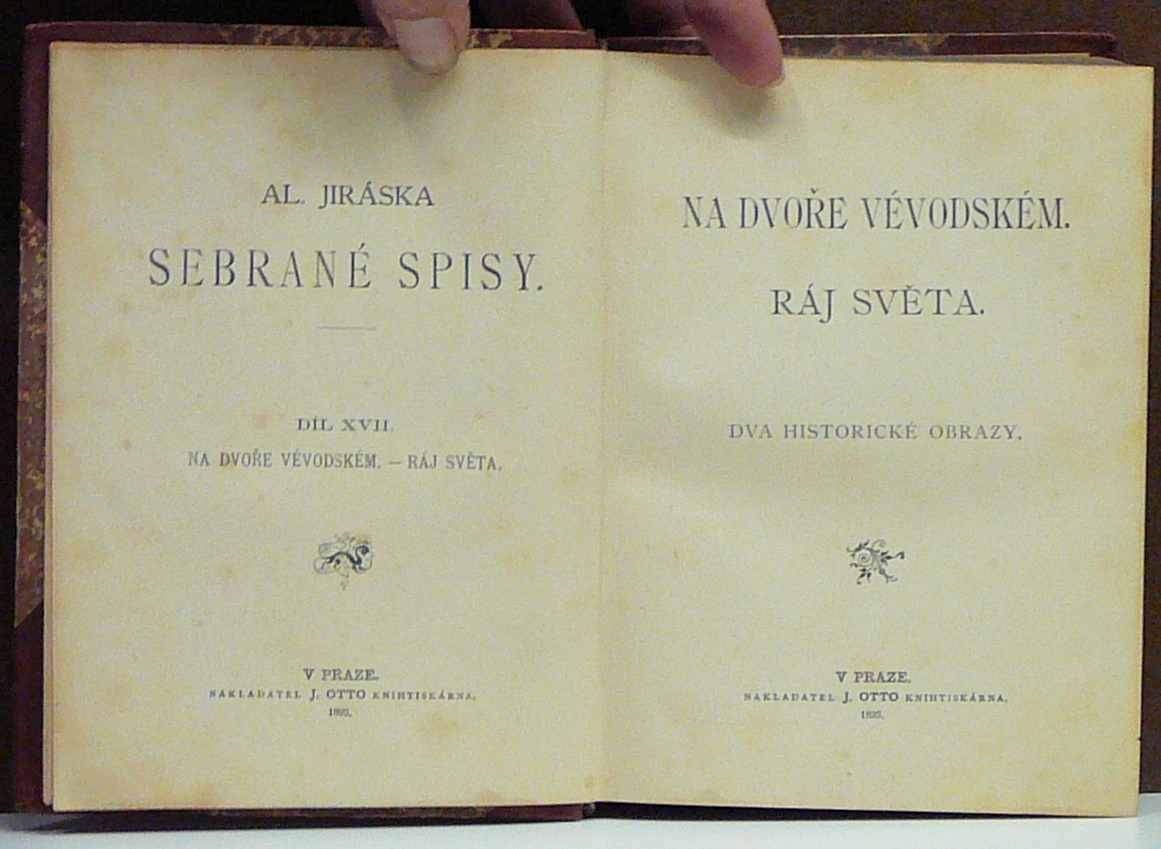 AL. JIRÁSKA
SEBRANÉ SPISY.
DÍL XVII.
NA DVOŘE VÉVODSKÉM. — RÁJ SVĚTA.
V PRAZE.
NAKLADATEL J. OTTO KNIHTISKÁRNA.
NA DVOŘE VÉVODSKÉM.
RÁJ SVĚTA.
DVA HISTORICKÉ OBRAZY.
V PRAZE.
NAKLADATEL J. OTTO KNIHTISKÁRNA.